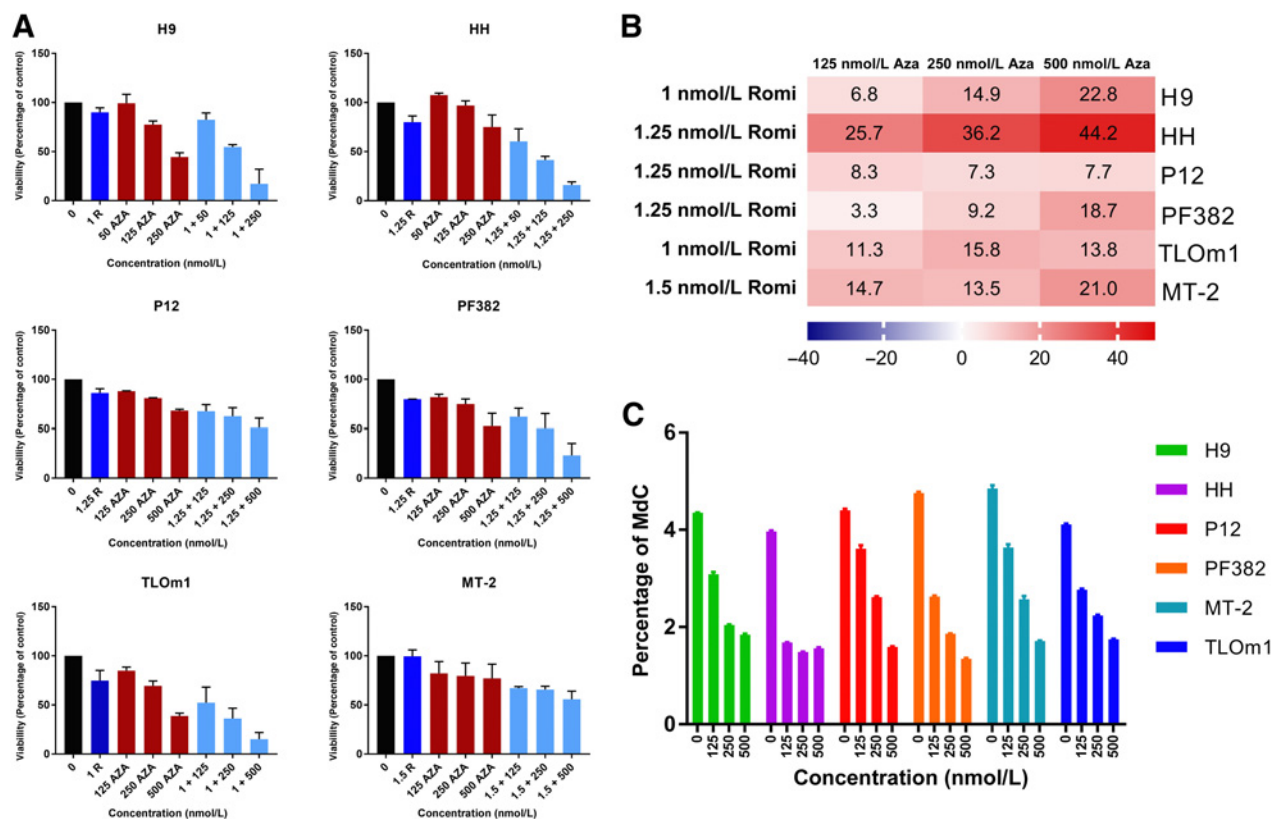 A
H9
Viability (Percentage of control)
150
100
50
0
0
1 R
50 AZA
125 AZA
250 AZA
1 + 50
1 + 125
1 + 250
Concentration (nmol/L)
HH
Viability (Percentage of control)
150
100
50
0
0
1.25 R
50 AZA
125 AZA
250 AZA
1.25 + 50
1.25 + 125
1.25 + 250
Concentration (nmol/L)
P12
Viability (Percentage of control)
150
100
50
0
0
1.25 R
125 AZA
250 AZA
500 AZA
1.25 + 125
1.25 + 250
1.25 + 500
Concentration (nmol/L)
PF382
Viability (Percentage of control)
150
100
50
0
0
1.25 R
125 AZA
250 AZA
500 AZA
1.25 + 125
1.25 + 250
1.25 + 500
Concentration (nmol/L)
TLOm1
Viability (Percentage of control)
150
100
50
0
0
1 R
125 AZA
250 AZA
500 AZA
1 + 125
1 + 250
1 + 500
Concentration (nmol/L)
MT-2
Viability (Percentage of control)
150
100
50
0
0
1.5 R
125 AZA
250 AZA
500 AZA
1.5 + 125
1.5 + 250
1.5 + 500
Concentration (nmol/L)
B
125 nmol/L Aza 250 nmol/L Aza 500 nmol/L Aza
1 nmol/L Romi 6.8 14.9 22.8 H9
1.25 nmol/L Romi 25.7 36.2 44.2 HH
1.25 nmol/L Romi 8.3 7.3 7.7 P12
1.25 nmol/L Romi 3.3 9.2 18.7 PF382
1 nmol/L Romi 11.3 15.8 13.8 TLOm1
1.5 nmol/L Romi 14.7 13.5 21.0 MT-2
−40 −20 0 20 40
C
Percentage of MdC
6
4
2
0
0 125 250 500 0 125 250 500 0 125 250 500 0 125 250 500 0 125 250 500 0 125 250 500
Concentration (nmol/L)
H9
HH
P12
PF382
MT-2
TLOm1